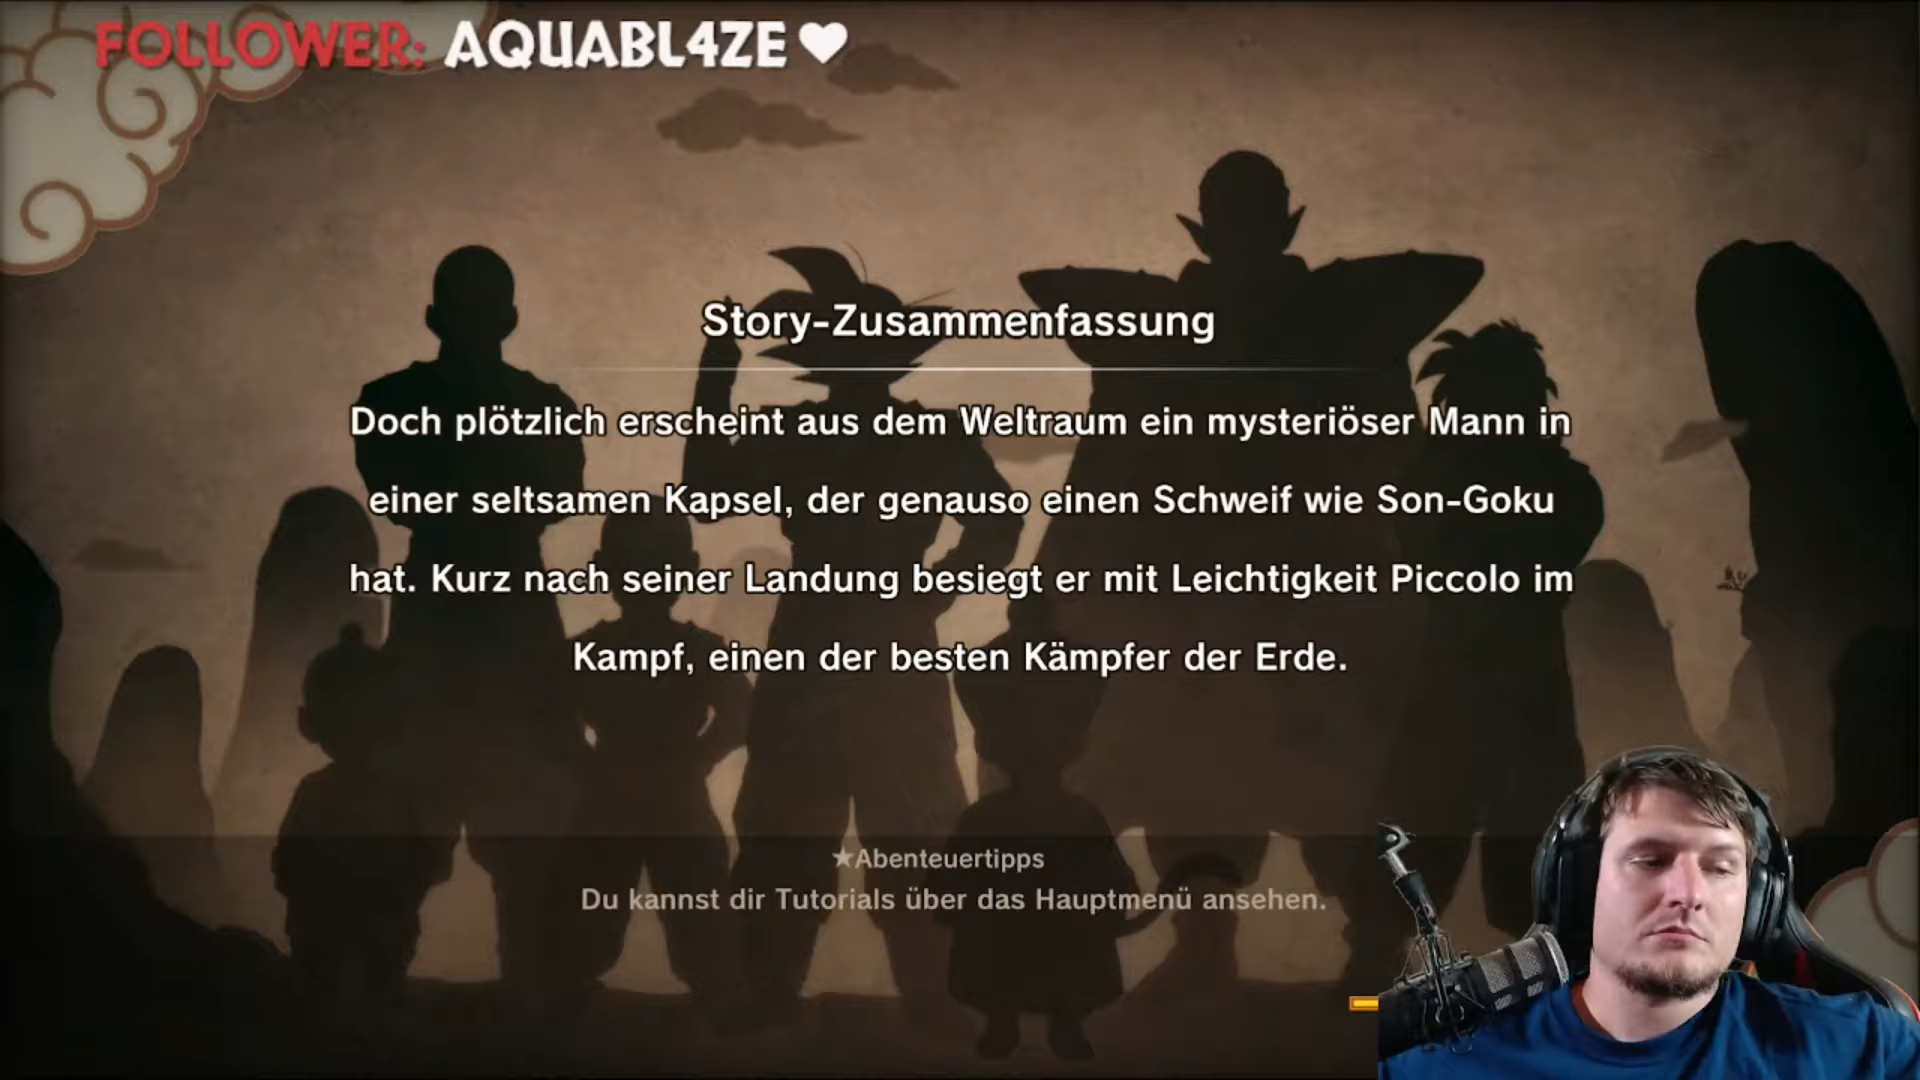 FOLLOWER: AQUABL4ZE
Story-Zusammenfassung
Doch plötzlich erscheint aus dem Weltraum ein mysteriöser Mann in
einer seltsamen Kapsel, der genauso einen Schweif wie Son-Goku
hat. Kurz nach seiner Landung besiegt er mit Leichtigkeit Piccolo im
Kampf, einen der besten Kämpfer der Erde.
★Abenteuertipps
Du kannst dir Tutorials über das Hauptmenü ansehen.